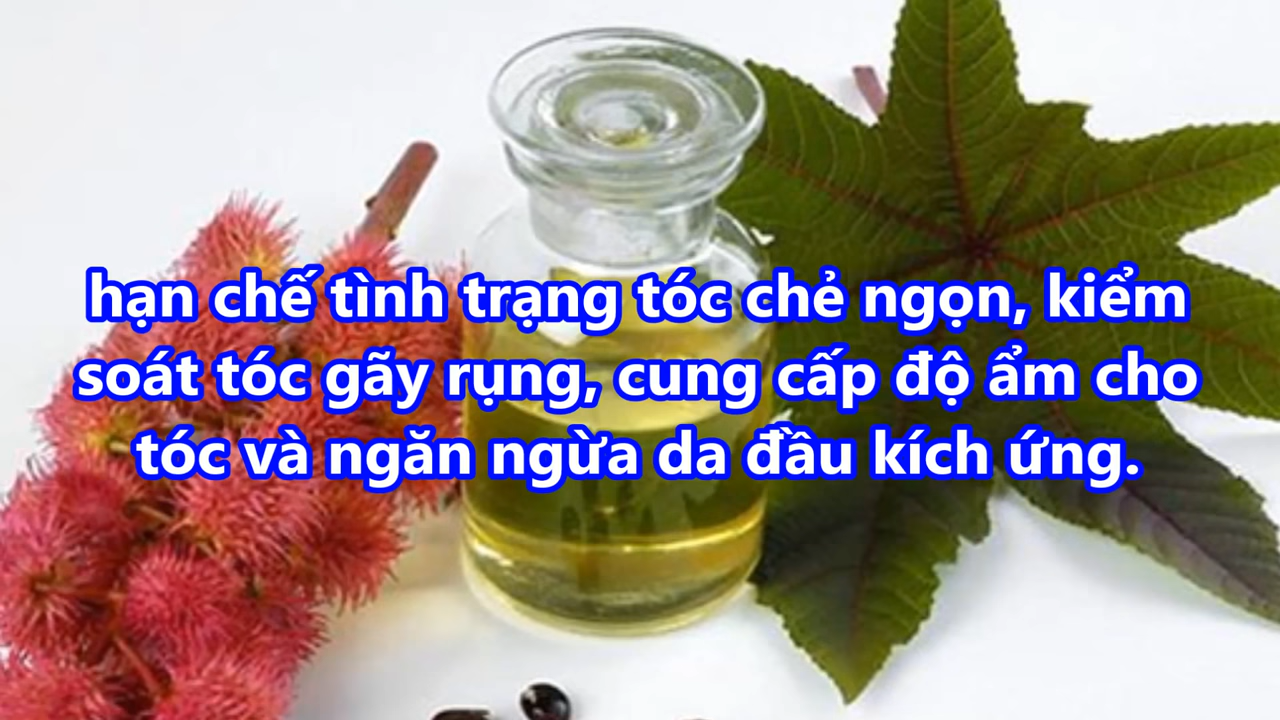 hạn chế tình trạng tóc chẻ ngọn, kiểm
soát tóc gãy rụng, cung cấp độ ẩm cho
tóc và ngăn ngừa da đầu kích ứng.